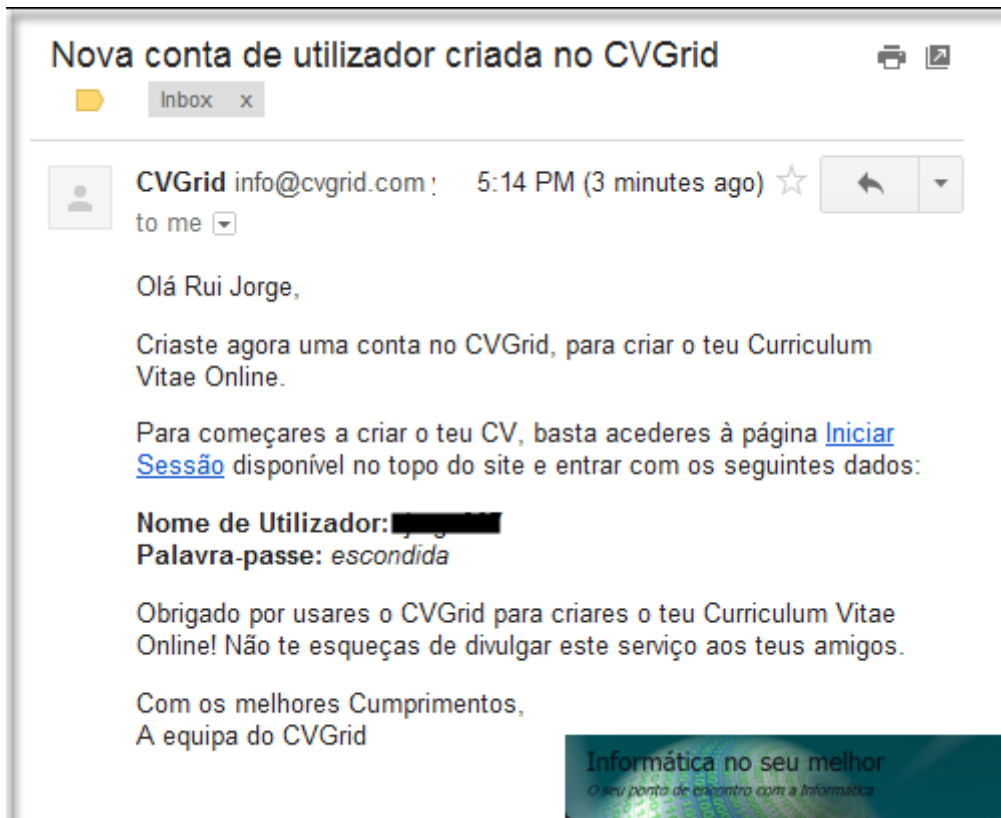 Nova conta de utilizador criada no CVGrid
Inbox x
CVGrid info@cvgrid.com 5:14 PM (3 minutes ago)
to me
Olá Rui Jorge,
Criaste agora uma conta no CVGrid, para criar o teu Curriculum
Vitae Online.
Para começares a criar o teu CV, basta acederes à página Iniciar
Sessão disponível no topo do site e entrar com os seguintes dados:
Nome de Utilizador:
Palavra-passe: escondida
Obrigado por usares o CVGrid para criares o teu Curriculum Vitae
Online! Não te esqueças de divulgar este serviço aos teus amigos.
Com os melhores Cumprimentos,
A equipa do CVGrid
Informática no seu melhor
O seu ponto de encontro com a Informática